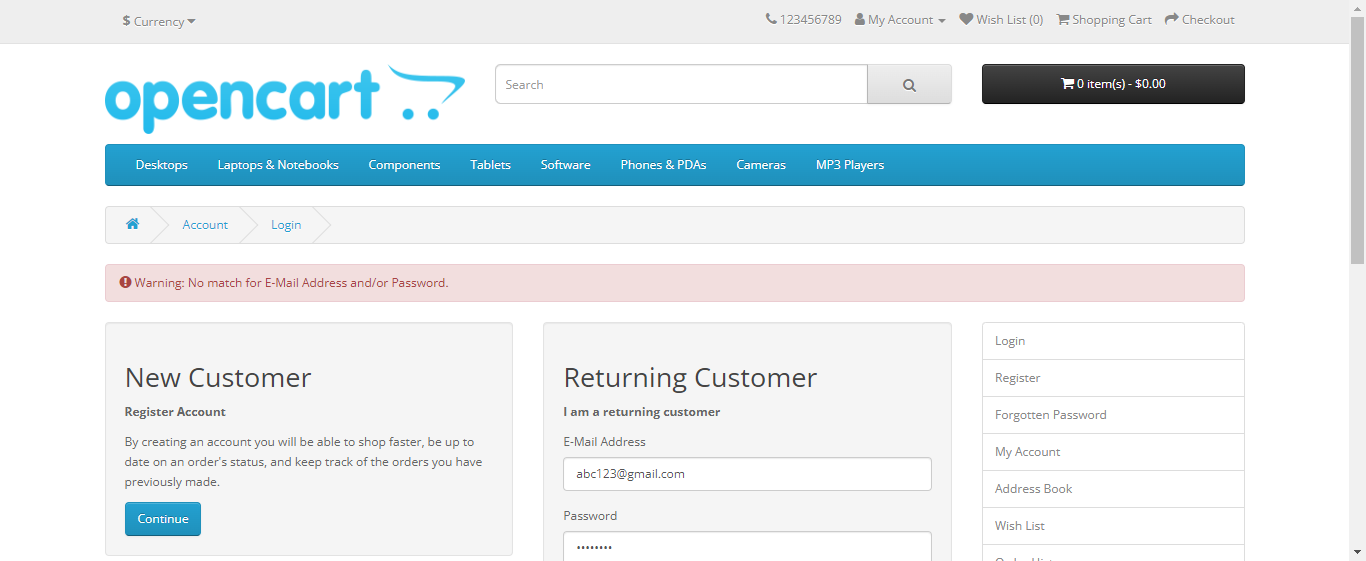 $ Currency
123456789 My Account Wish List (0) Shopping Cart Checkout
opencart
Search
0 item(s) - $0.00
Desktops Laptops & Notebooks Components Tablets Software Phones & PDAs Cameras MP3 Players
Account Login
Warning: No match for E-Mail Address and/or Password.
New Customer
Register Account
By creating an account you will be able to shop faster, be up to
date on an order's status, and keep track of the orders you have
previously made.
Continue
Returning Customer
I am a returning customer
E-Mail Address
abc123@gmail.com
Password
••••••••
Login
Register
Forgotten Password
My Account
Address Book
Wish List